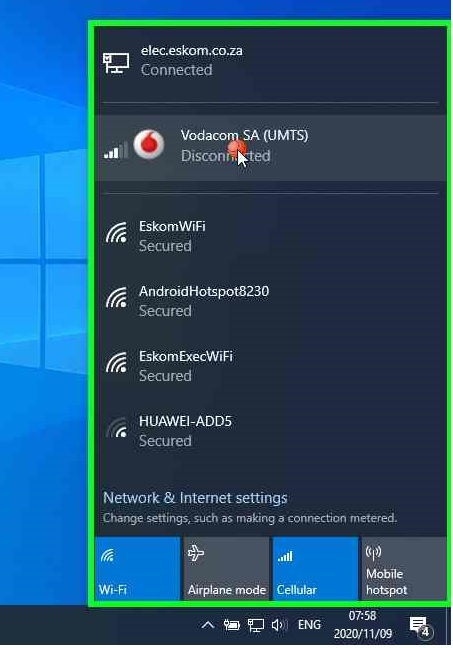 elec.eskom.co.za
Connected
Vodacom SA (UMTS)
Disconnected
EskomWiFi
Secured
AndroidHotspot8230
Secured
EskomExecWiFi
Secured
HUAWEI-ADD5
Secured
Network & Internet settings
Change settings, such as making a connection metered.
Wi-Fi
Airplane mode
Cellular
Mobile
hotspot
ENG
07:58
2020/11/09
4